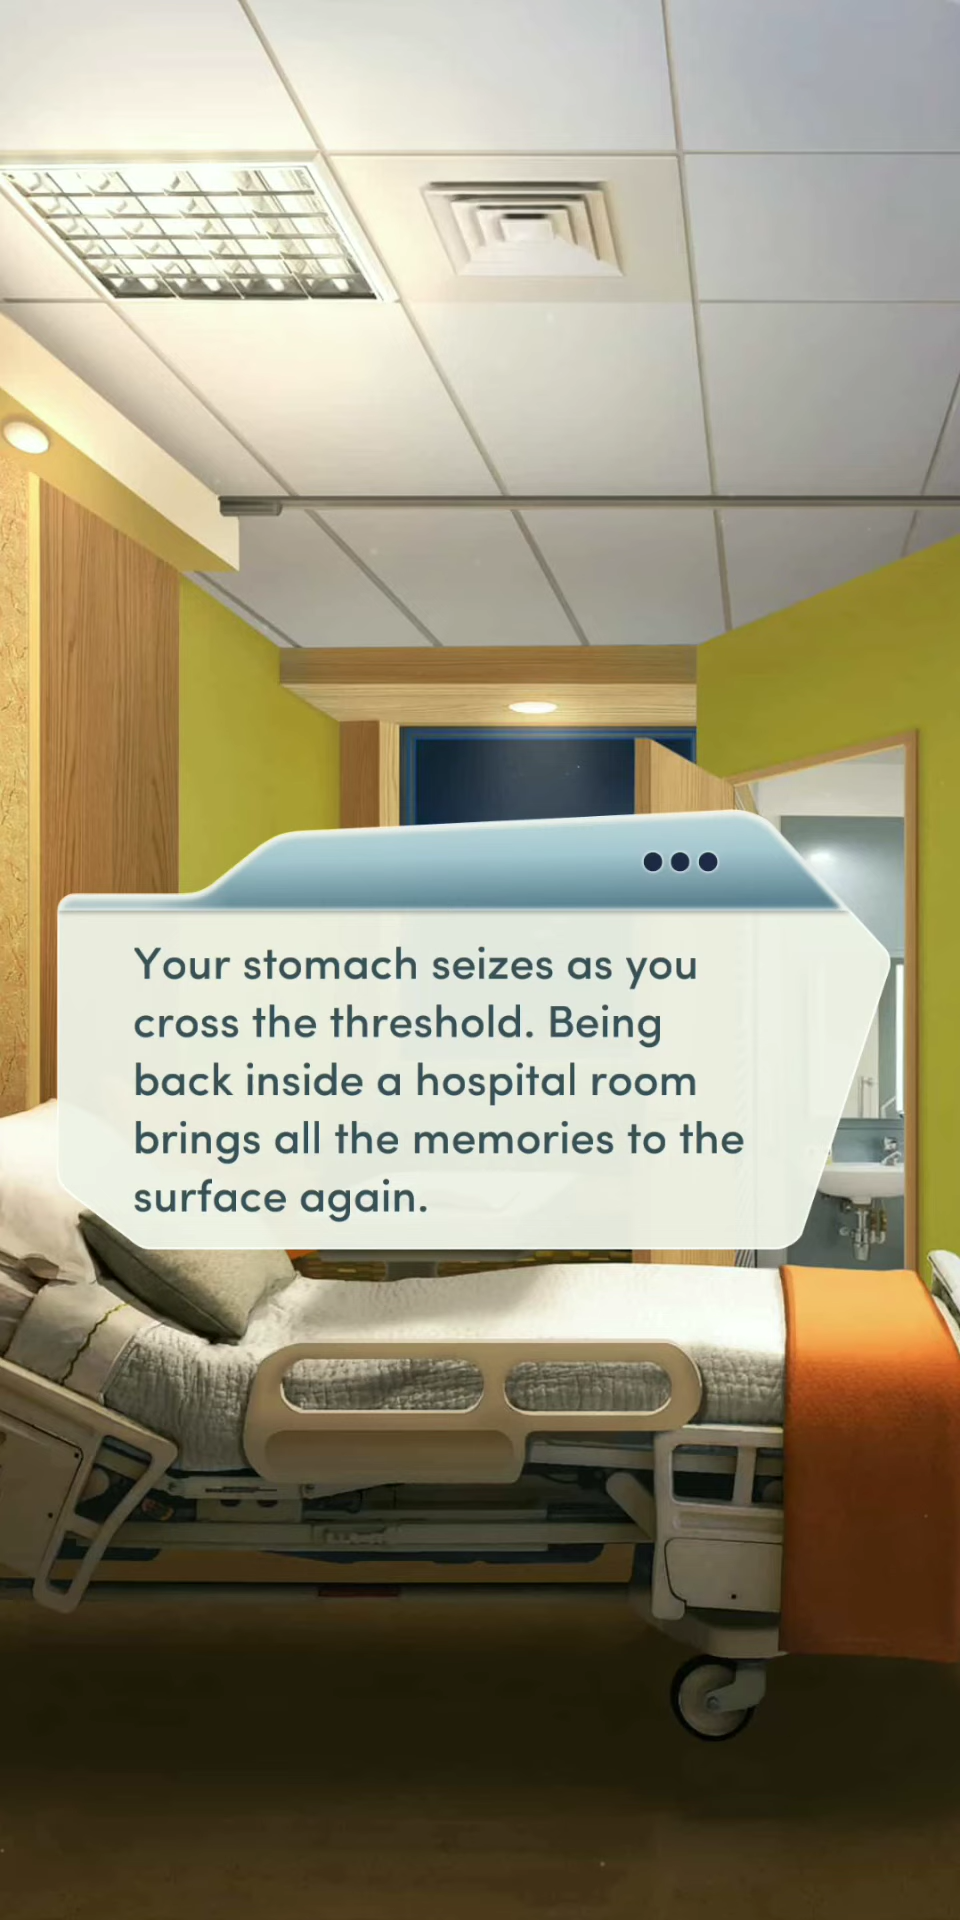 Your stomach seizes as you
cross the threshold. Being
back inside a hospital room
brings all the memories to the
surface again.